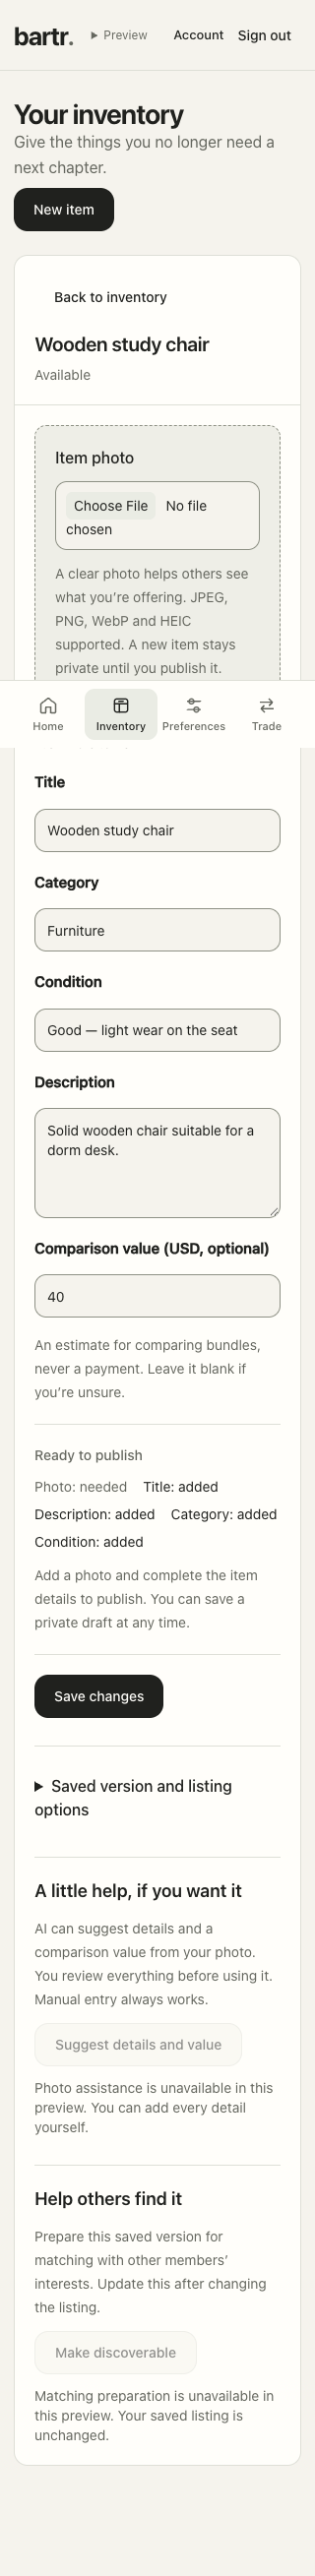 bartr.
▶ Preview
Account
Sign out
Your inventory
Give the things you no longer need a
next chapter.
New item
Back to inventory
Wooden study chair
Available
Item photo
Choose File No file
chosen
A clear photo helps others see
what you’re offering. JPEG,
PNG, WebP and HEIC
supported. A new item stays
private until you publish it.
Home
Inventory
Preferences
Trade
Title
Wooden study chair
Category
Furniture
Condition
Good — light wear on the seat
Description
Solid wooden chair suitable for a
dorm desk.
Comparison value (USD, optional)
40
An estimate for comparing bundles,
never a payment. Leave it blank if
you’re unsure.
Ready to publish
Photo: needed Title: added
Description: added Category: added
Condition: added
Add a photo and complete the item
details to publish. You can save a
private draft at any time.
Save changes
▶ Saved version and listing
options
A little help, if you want it
AI can suggest details and a
comparison value from your photo.
You review everything before using it.
Manual entry always works.
Suggest details and value
Photo assistance is unavailable in this
preview. You can add every detail
yourself.
Help others find it
Prepare this saved version for
matching with other members’
interests. Update this after changing
the listing.
Make discoverable
Matching preparation is unavailable in
this preview. Your saved listing is
unchanged.